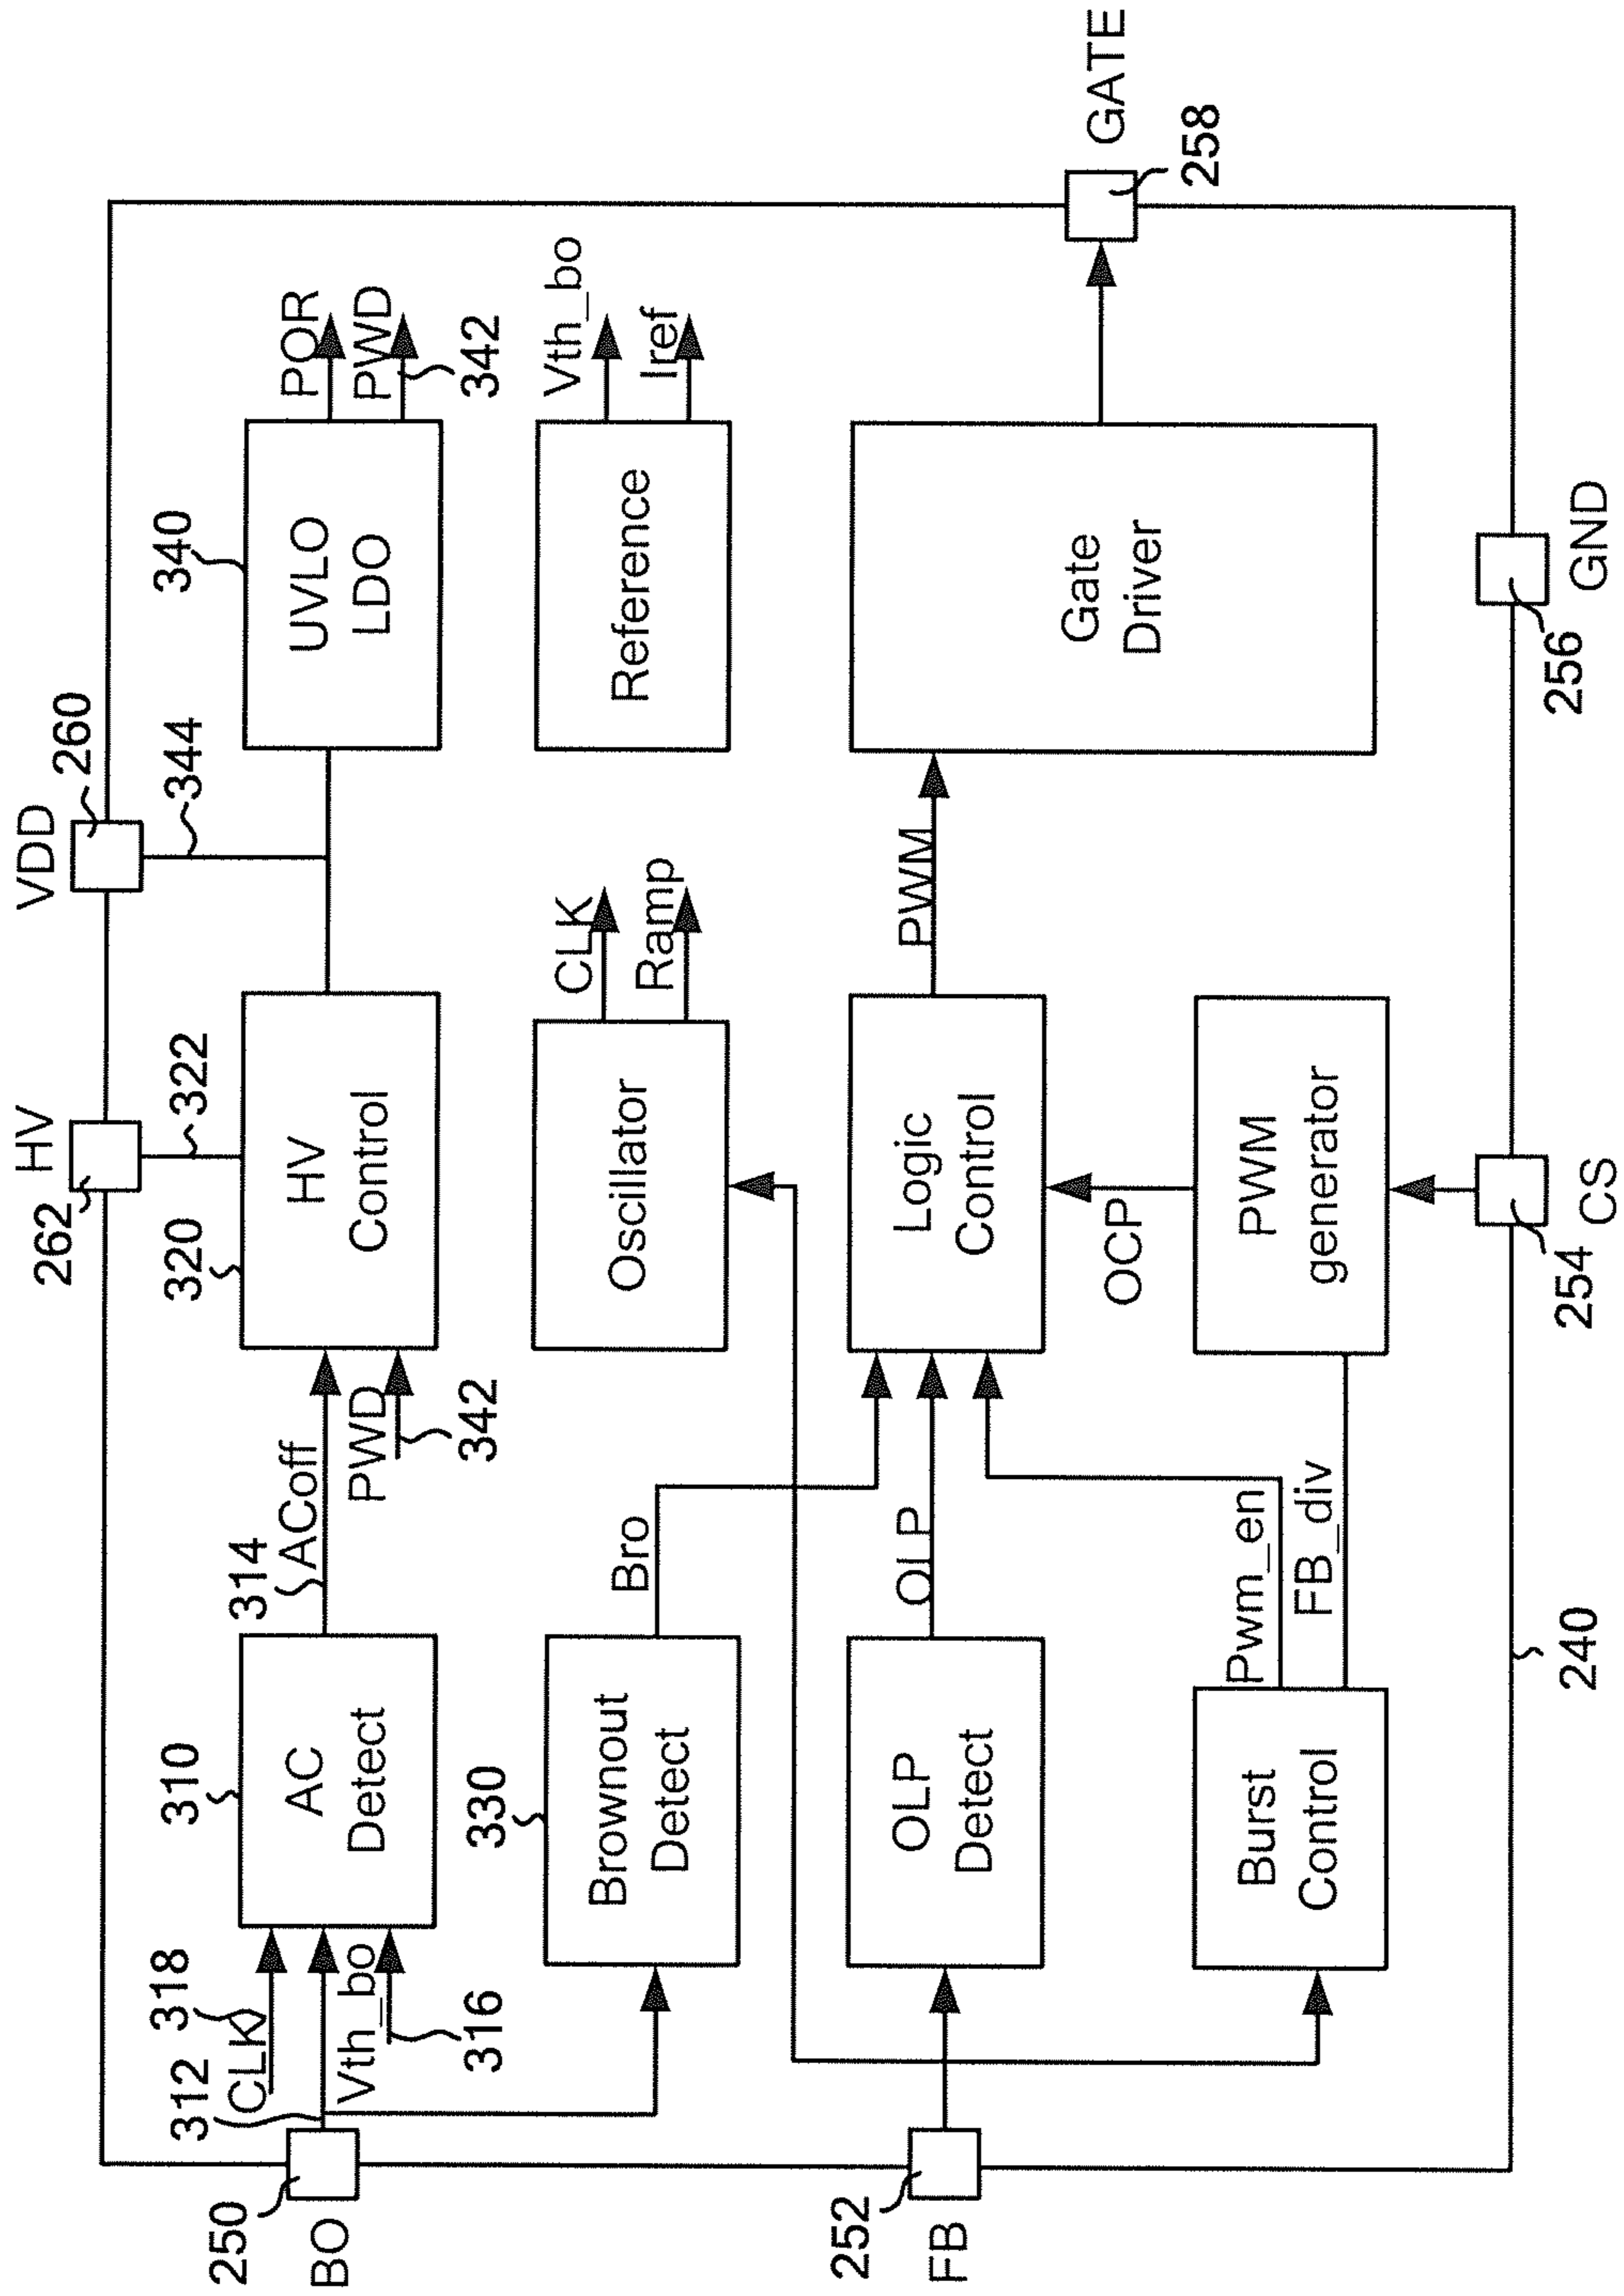 HV
VDD
262
322
260
344
320
340
310
318
312
CLK
314
ACoff
AC
Detect
HV
Control
UVLO
LDO
POR
PWD
342
250
BO
Vth_bo
316
PWD
342
330
Brownout
Detect
Bro
Oscillator
CLK
Ramp
Reference
Vth_bo
Iref
252
FB
OLP
Detect
OLP
Logic
Control
PWM
Gate
Driver
GATE
258
OCP
Burst
Control
Pwm_en
FB_div
PWM
generator
240
254
CS
256
GND